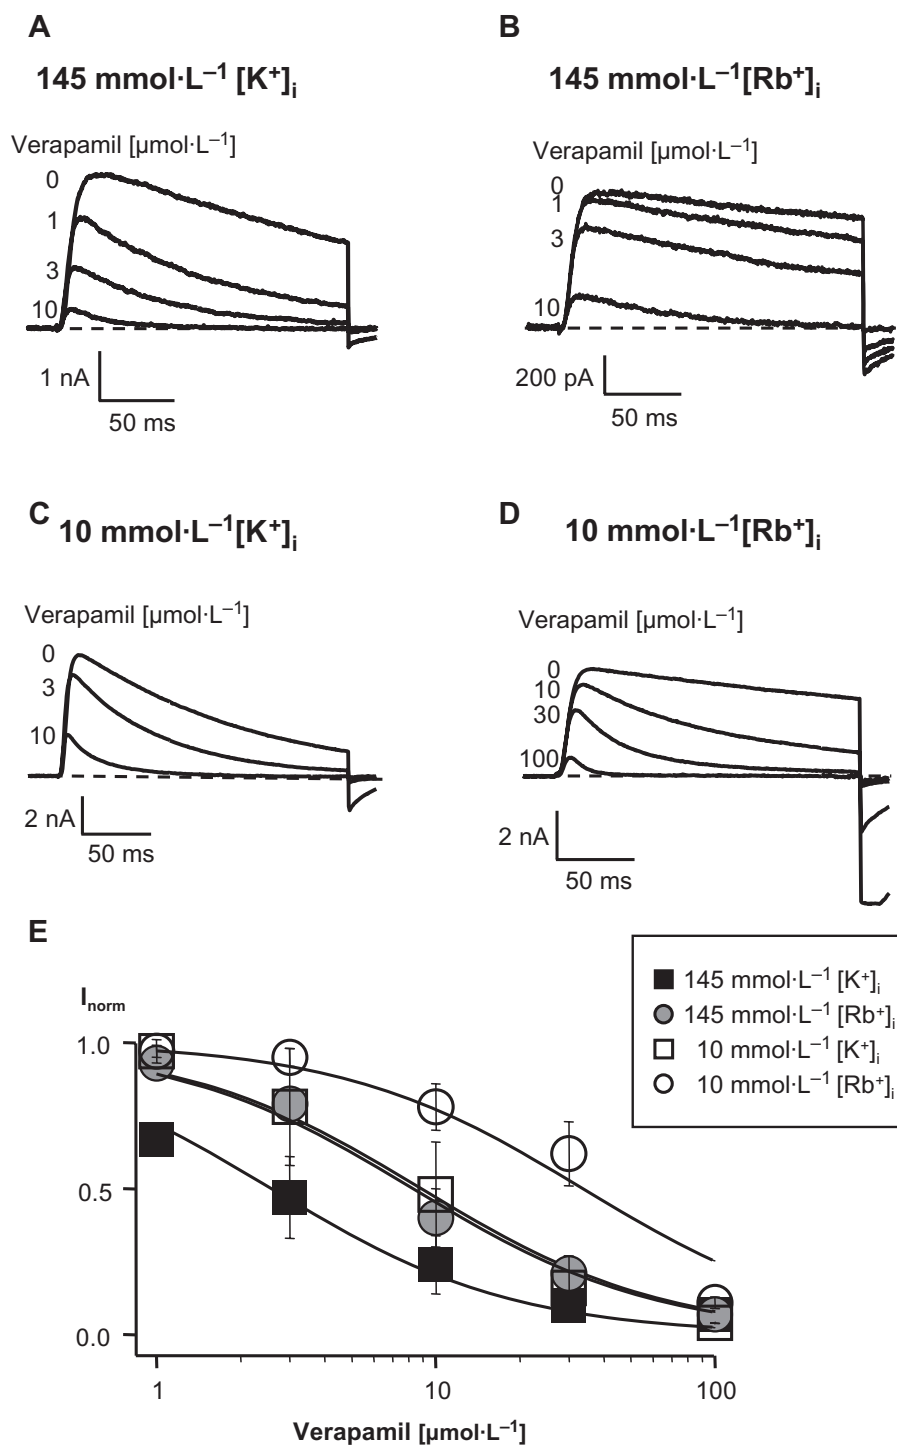 A
145 mmol·L⁻¹ [K⁺]ᵢ
Verapamil [µmol·L⁻¹]
0
1
3
10
1 nA
50 ms
B
145 mmol·L⁻¹[Rb⁺]ᵢ
Verapamil [µmol·L⁻¹]
0
1
3
10
200 pA
50 ms
C
10 mmol·L⁻¹[K⁺]ᵢ
Verapamil [µmol·L⁻¹]
0
3
10
2 nA
50 ms
D
10 mmol·L⁻¹[Rb⁺]ᵢ
Verapamil [µmol·L⁻¹]
0
10
30
100
2 nA
50 ms
E
Inorm
1.0
0.5
0.0
1
10
100
Verapamil [µmol·L⁻¹]
145 mmol·L⁻¹ [K⁺]ᵢ
145 mmol·L⁻¹ [Rb⁺]ᵢ
10 mmol·L⁻¹ [K⁺]ᵢ
10 mmol·L⁻¹ [Rb⁺]ᵢ